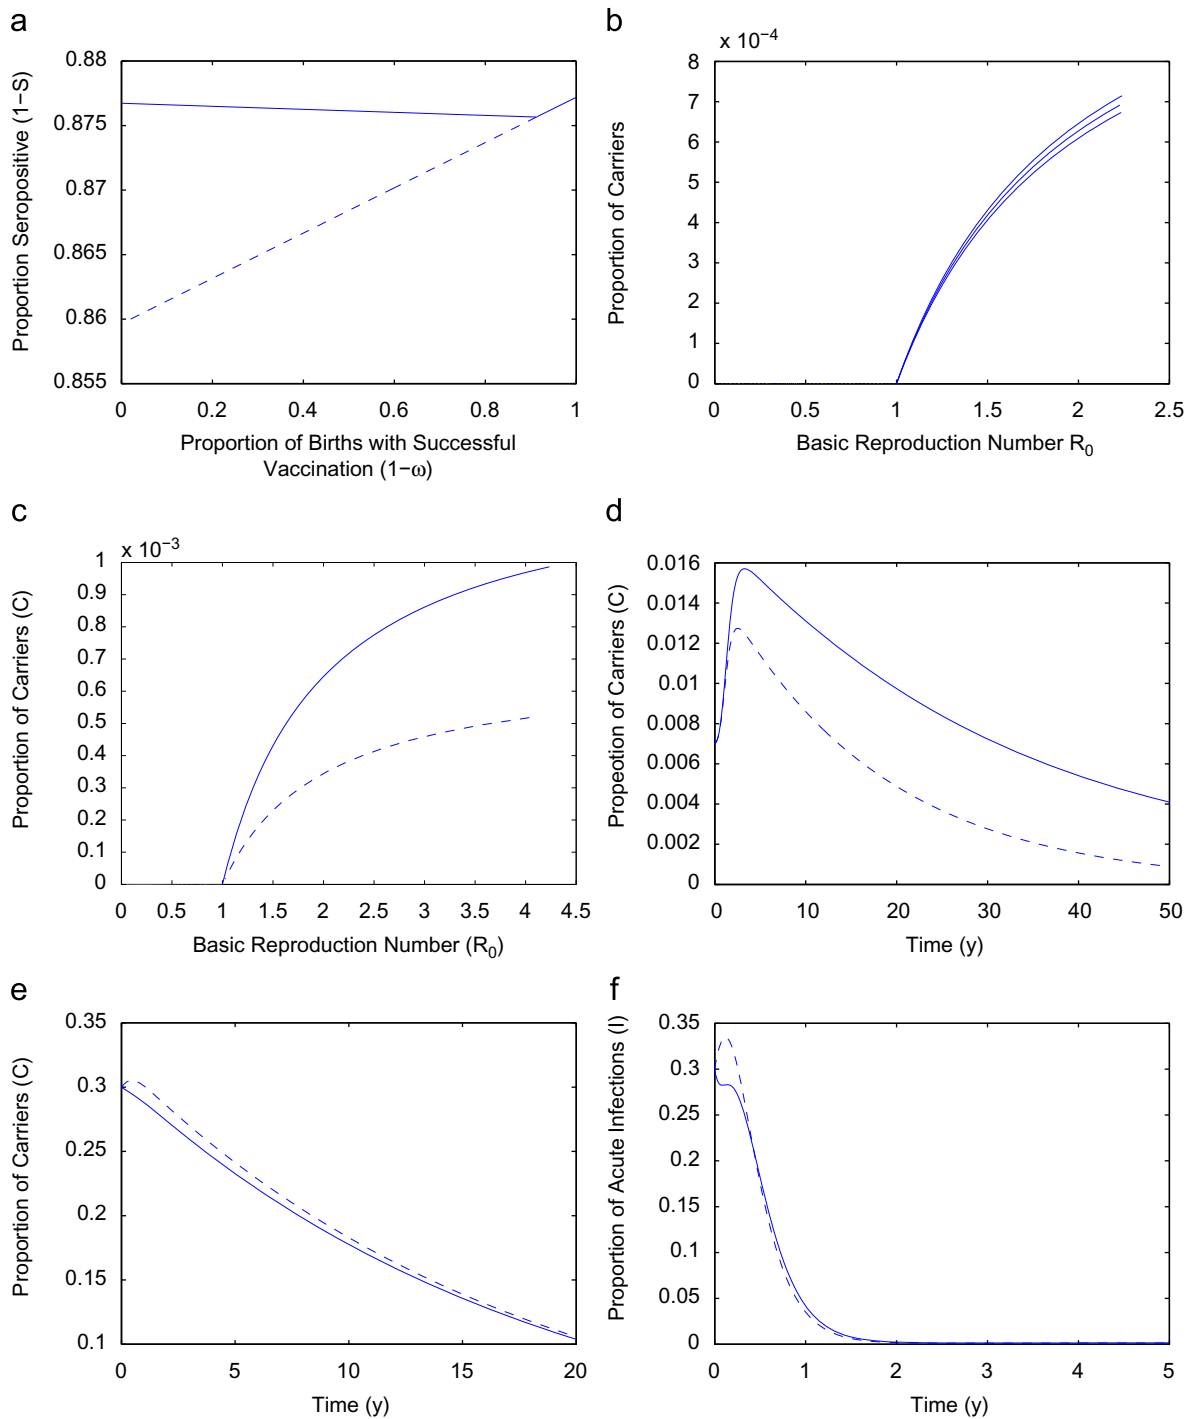 a
0.88
0.875
0.87
0.865
0.86
0.855
Proportion Seropositive (1−S)
0 0.2 0.4 0.6 0.8 1
Proportion of Births with Successful
Vaccination (1−ω)
b
x 10−4
8
7
6
5
4
3
2
1
0
Proportion of Carriers
0 0.5 1 1.5 2 2.5
Basic Reproduction Number R0
c
x 10−3
1
0.9
0.8
0.7
0.6
0.5
0.4
0.3
0.2
0.1
0
Proportion of Carriers (C)
0 0.5 1 1.5 2 2.5 3 3.5 4 4.5
Basic Reproduction Number (R0)
d
0.016
0.014
0.012
0.01
0.008
0.006
0.004
0.002
0
Propeotion of Carriers (C)
0 10 20 30 40 50
Time (y)
e
0.35
0.3
0.25
0.2
0.15
0.1
Proportion of Carriers (C)
0 5 10 15 20
Time (y)
f
0.35
0.3
0.25
0.2
0.15
0.1
0.05
0
Proportion of Acute Infections (I)
0 1 2 3 4 5
Time (y)